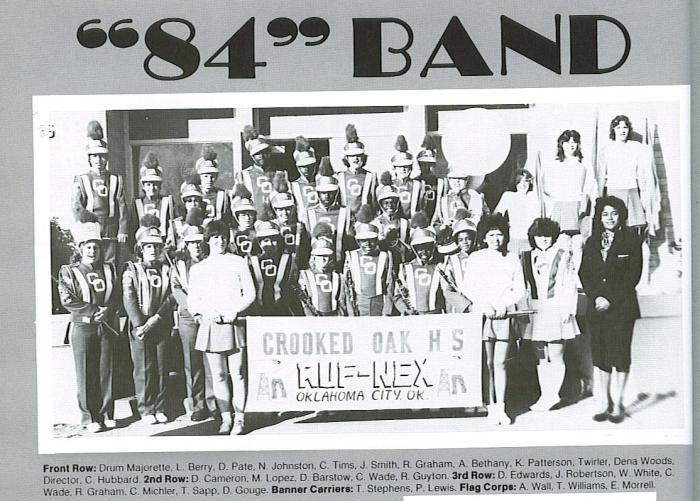 “84” BAND
CROOKED OAK H S
RUF-NEX
OKLAHOMA CITY, OK.
Front Row: Drum Majorette, L. Berry, D. Pate, N. Johnston, C. Tims, J. Smith, R. Graham, A. Bethany, K. Patterson, Twirler, Dena Woods,
Director, C. Hubbard. 2nd Row: D. Cameron, M. Lopez, D. Barstow, C. Wade, R. Guyton. 3rd Row: D. Edwards, J. Robertson, W. White, C.
Wade, R. Graham, C. Michler, T. Sapp, D. Gouge. Banner Carriers: T. Stephens, P. Lewis. Flag Corps: A. Wall, T. Williams, E. Morrell.